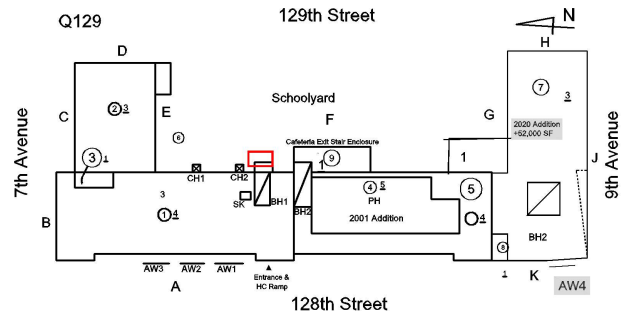 Q129
129th Street
N
D
H
7
3
2
3
C
E
Schoolyard
F
G
6
2020 Addition
+52,000 SF
7th Avenue
Cafeteria Exit Stair Enclosure
9
1
1
3
1
J
9th Avenue
CH1
CH2
4
5
5
PH
3
SK
BH1
BH2
1
4
2001 Addition
4
B
BH2
8
AW3
AW2
AW1
Entrance &
HC Ramp
1
K
A
AW4
128th Street